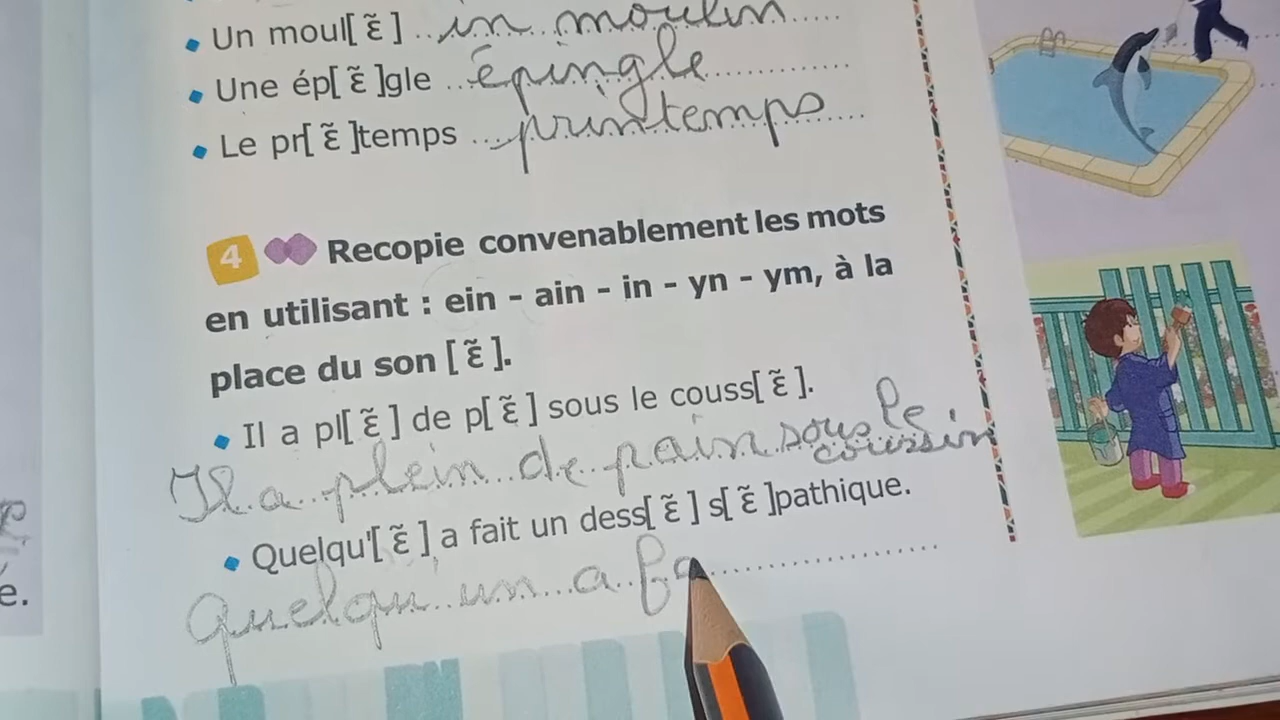 Un moul[ ɛ̃ ] ..un moulin.....
Une ép[ ɛ̃ ]gle ...épingle...............
Le pr[ ɛ̃ ]temps ...printemps....
4 Recopie convenablement les mots
en utilisant : ein - ain - in - yn - ym, à la
place du son [ ɛ̃ ].
Il a pl[ ɛ̃ ] de p[ ɛ̃ ] sous le couss[ ɛ̃ ].
Il a plein de pain sous le
coussin
Quelqu'[ ɛ̃ ] a fait un dess[ ɛ̃ ] s[ ɛ̃ ]pathique.
quelqu un a fa
e.